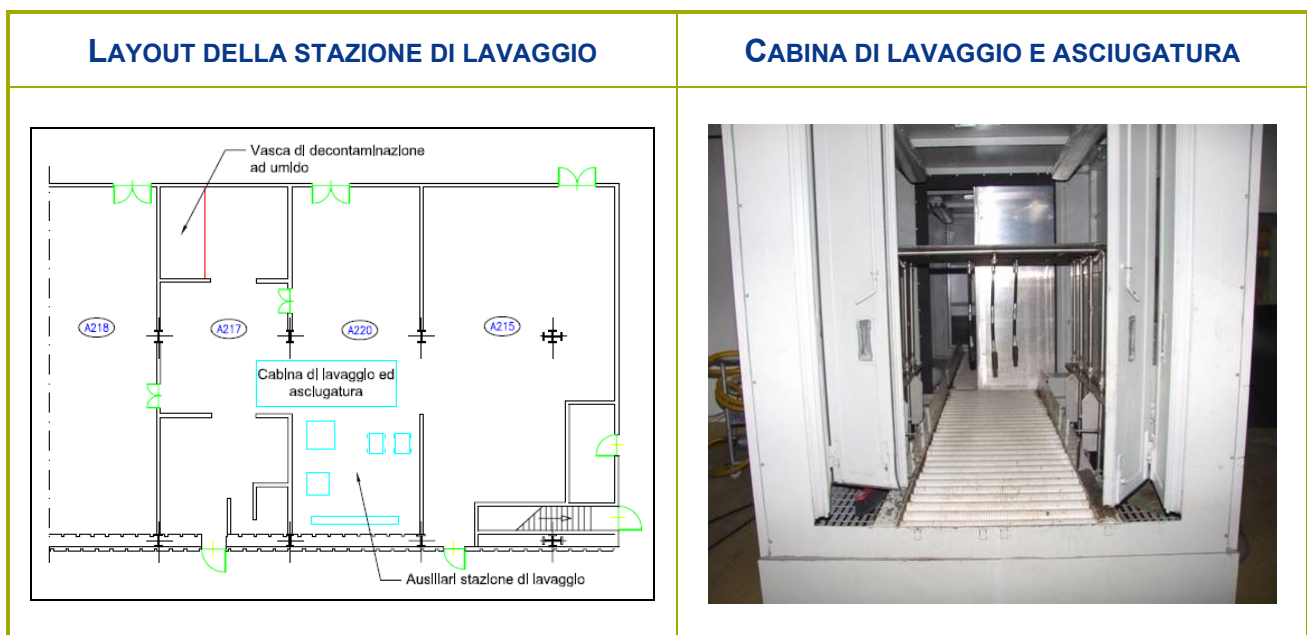 LAYOUT DELLA STAZIONE DI LAVAGGIO
CABINA DI LAVAGGIO E ASCIUGATURA
Vasca di decontaminazione
ad umido
A218
A217
A220
A215
Cabina di lavaggio ed
asciugatura
Ausiliari stazione di lavaggio